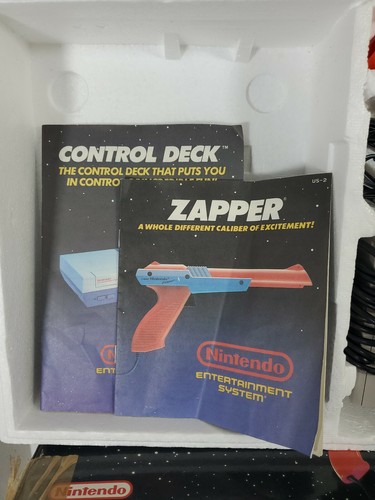 CONTROL DECK™
THE CONTROL DECK THAT PUTS YOU
IN CONTROL
US-2
ZAPPER
A WHOLE DIFFERENT CALIBER OF EXCITEMENT!
Nintendo
ENTERTAINMENT
SYSTEM
Nintendo